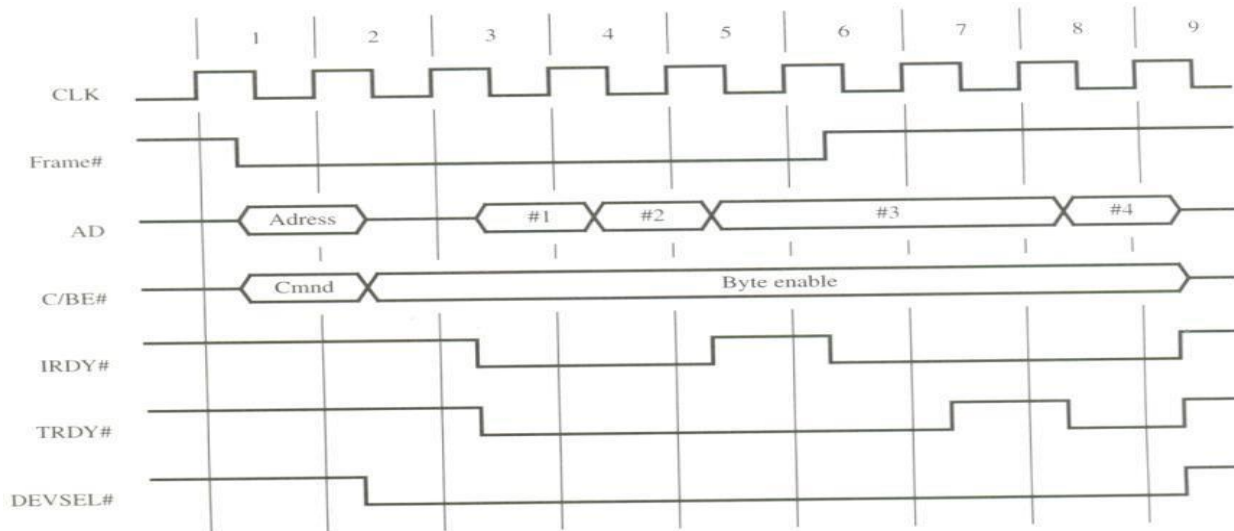 1 2 3 4 5 6 7 8 9
CLK
Frame#
AD Adress #1 #2 #3 #4
C/BE# Cmnd Byte enable
IRDY#
TRDY#
DEVSEL#